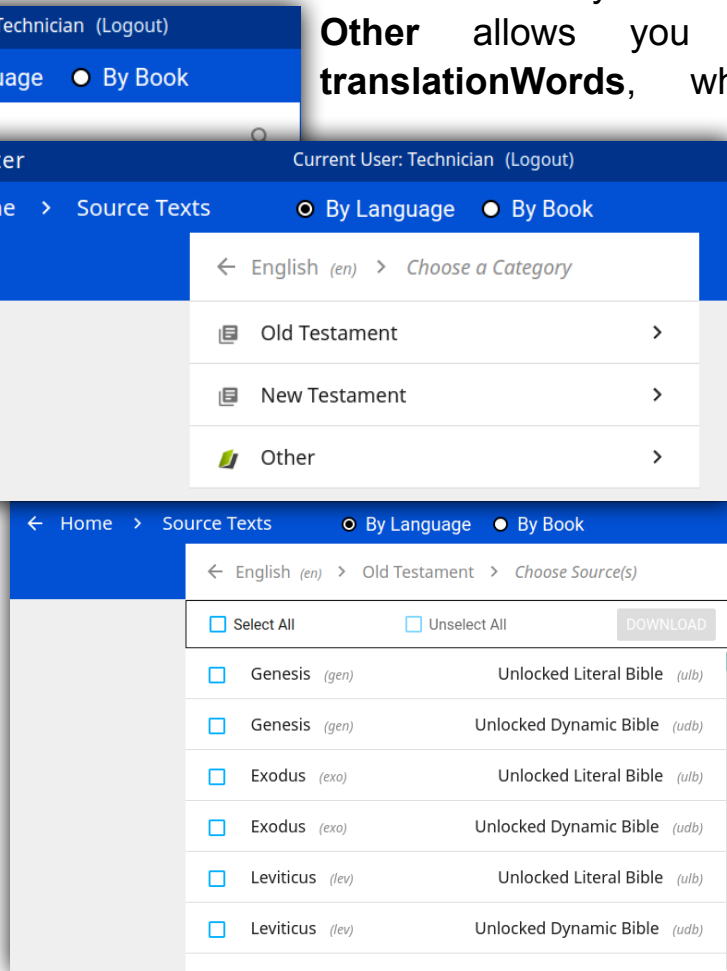 Technician (Logout)
By Book
Other allows you
translationWords,
Current User: Technician (Logout)
Source Texts
By Language By Book
English (en) > Choose a Category
Old Testament
New Testament
Other
Home > Source Texts By Language By Book
English (en) > Old Testament > Choose Source(s)
Select All Unselect All DOWNLOAD
Genesis (gen) Unlocked Literal Bible (ulb)
Genesis (gen) Unlocked Dynamic Bible (udb)
Exodus (exo) Unlocked Literal Bible (ulb)
Exodus (exo) Unlocked Dynamic Bible (udb)
Leviticus (lev) Unlocked Literal Bible (ulb)
Leviticus (lev) Unlocked Dynamic Bible (udb)